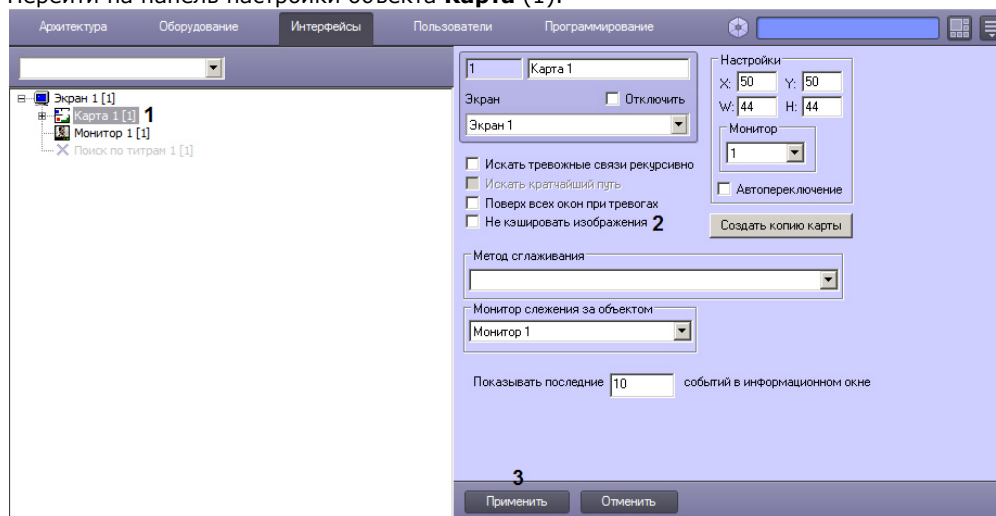 Перейти на панель настройки объекта Карта (1).
Архитектура Оборудование Интерфейсы Пользователи Программирование
Экран 1 [1]
Карта 1 [1] 1
Монитор 1 [1]
Поиск по титрам 1 [1]
1 Карта 1
Экран Отключить
Экран 1
Искать тревожные связи рекурсивно
Искать кратчайший путь
Поверх всех окон при тревогах
Не кэшировать изображения 2
Настройки
X: 50 Y: 50
W: 44 H: 44
Монитор
1
Автопереключение
Создать копию карты
Метод сглаживания
Монитор слежения за объектом
Монитор 1
Показывать последние 10 событий в информационном окне
3
Применить Отменить